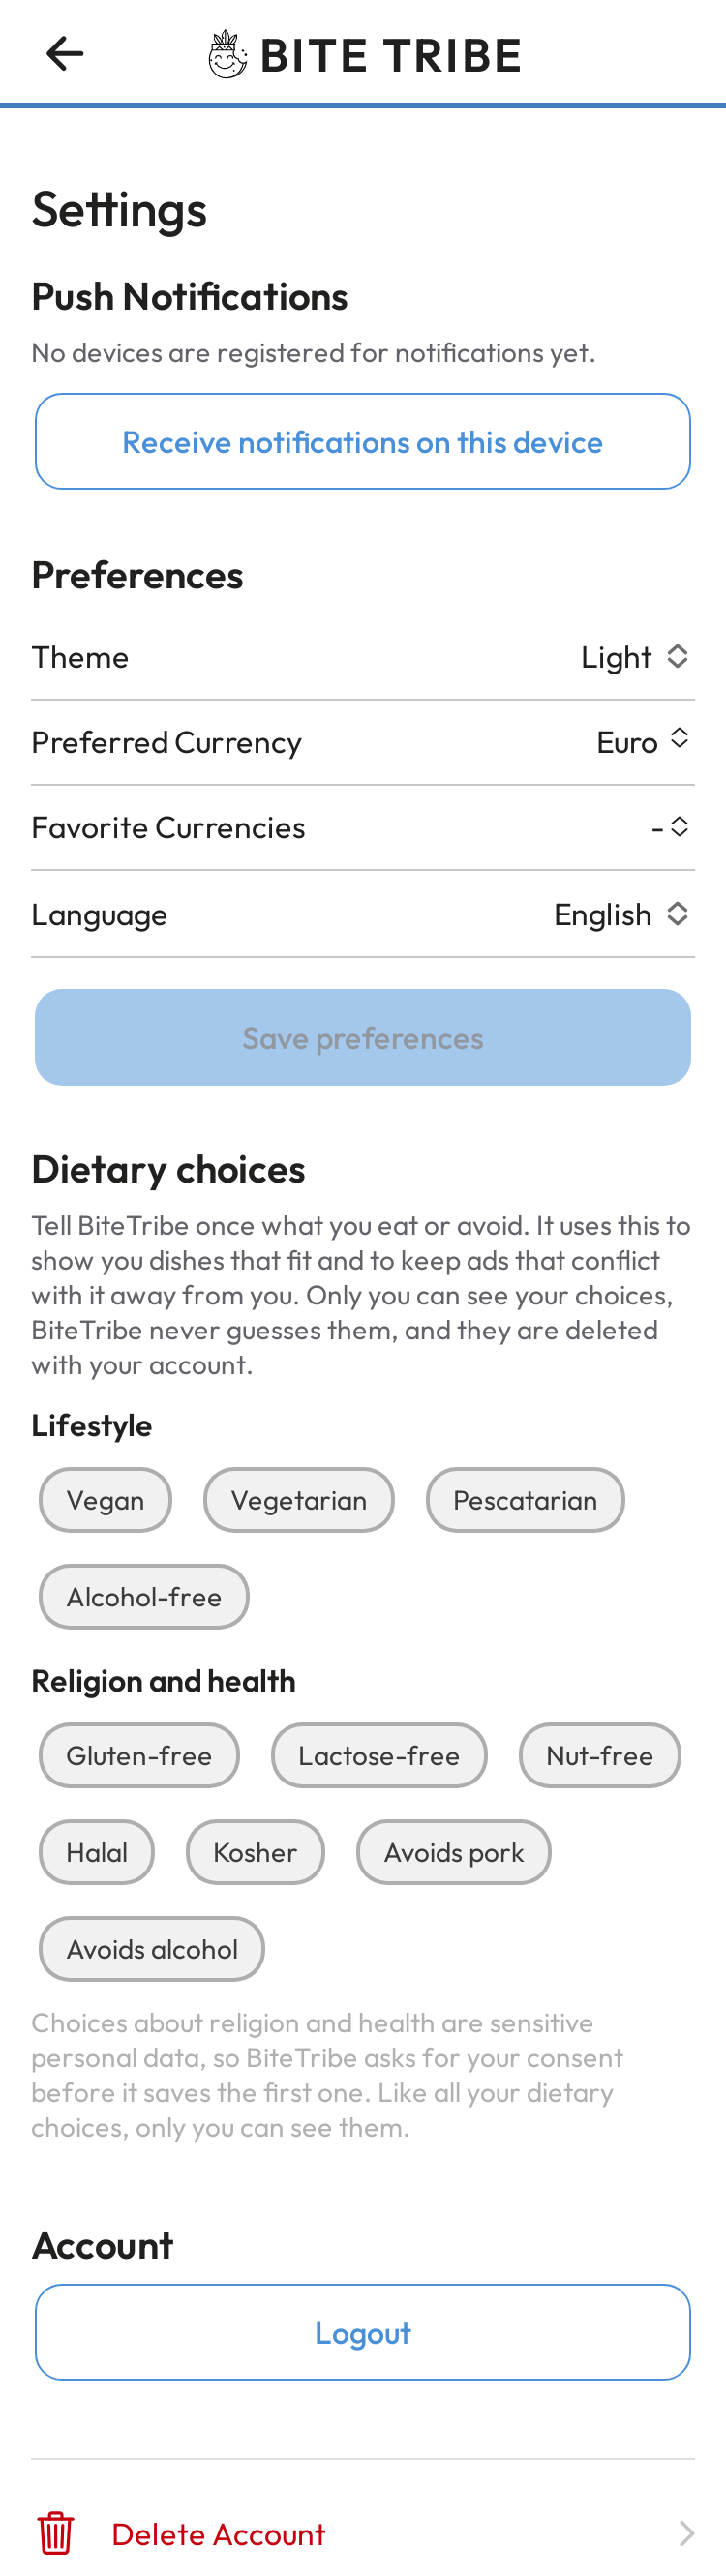 BITE TRIBE
Settings
Push Notifications
No devices are registered for notifications yet.
Receive notifications on this device
Preferences
Theme Light
Preferred Currency Euro
Favorite Currencies -
Language English
Save preferences
Dietary choices
Tell BiteTribe once what you eat or avoid. It uses this to
show you dishes that fit and to keep ads that conflict
with it away from you. Only you can see your choices,
BiteTribe never guesses them, and they are deleted
with your account.
Lifestyle
Vegan Vegetarian Pescatarian
Alcohol-free
Religion and health
Gluten-free Lactose-free Nut-free
Halal Kosher Avoids pork
Avoids alcohol
Choices about religion and health are sensitive
personal data, so BiteTribe asks for your consent
before it saves the first one. Like all your dietary
choices, only you can see them.
Account
Logout
Delete Account